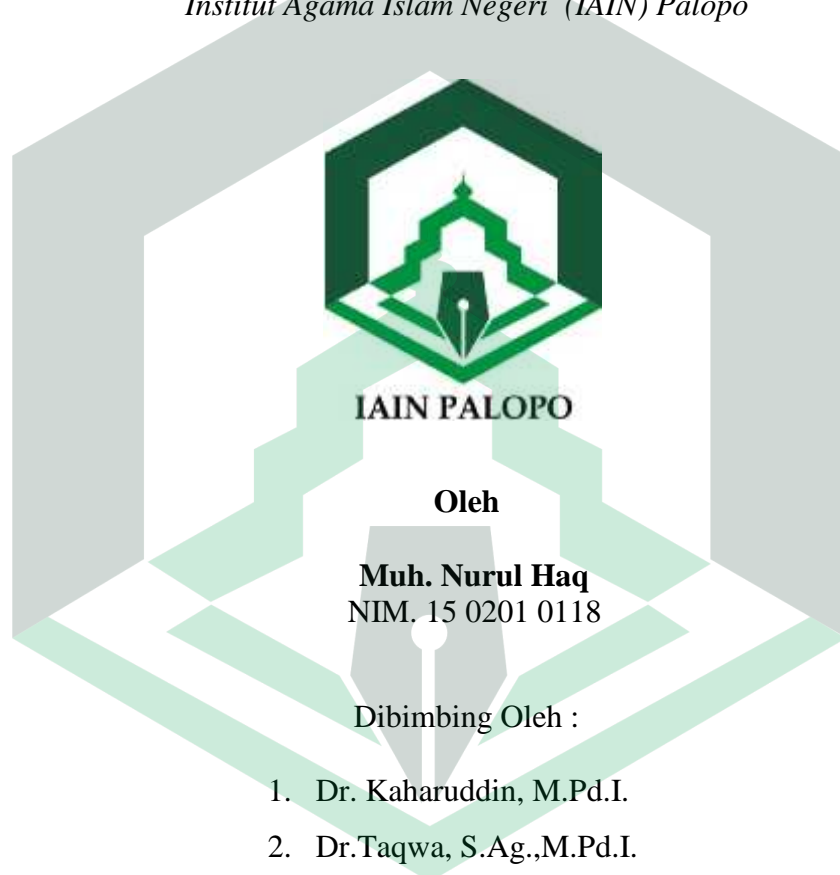 Institut Agama Islam Negeri (IAIN) Palopo
IAIN PALOPO
Oleh
Muh. Nurul Haq
NIM. 15 0201 0118
Dibimbing Oleh :
1. Dr. Kaharuddin, M.Pd.I.
2. Dr.Taqwa, S.Ag.,M.Pd.I.